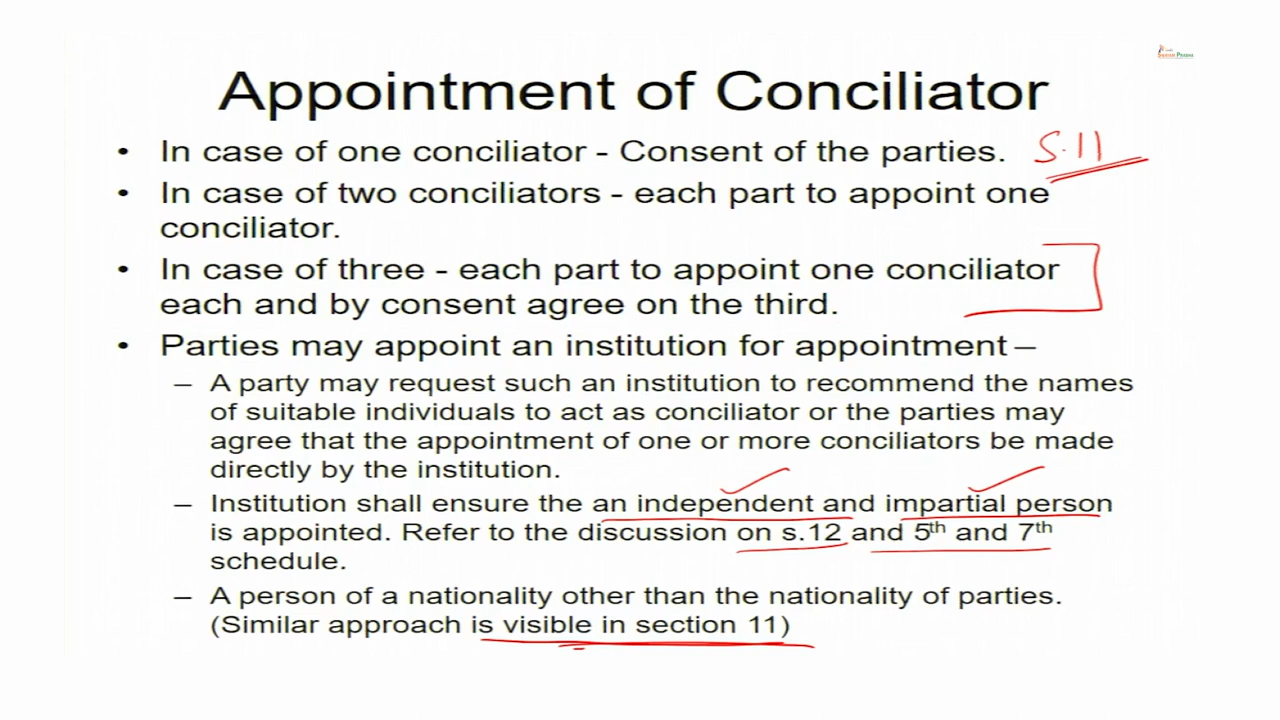 Appointment of Conciliator
• In case of one conciliator - Consent of the parties. S.11
• In case of two conciliators - each part to appoint one
conciliator.
• In case of three - each part to appoint one conciliator
each and by consent agree on the third.
• Parties may appoint an institution for appointment –
– A party may request such an institution to recommend the names
of suitable individuals to act as conciliator or the parties may
agree that the appointment of one or more conciliators be made
directly by the institution.
– Institution shall ensure the an independent and impartial person
is appointed. Refer to the discussion on s.12 and 5th and 7th
schedule.
– A person of a nationality other than the nationality of parties.
(Similar approach is visible in section 11)